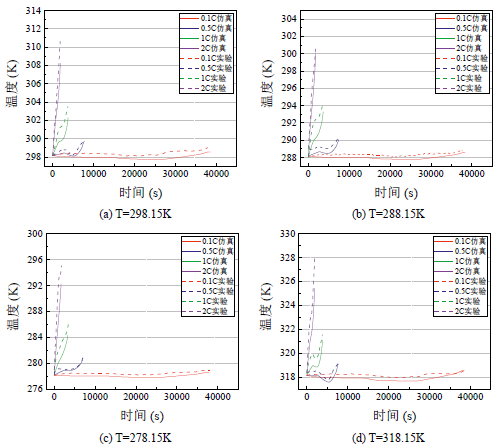 314
312
310
308
306
304
302
300
298
温度 (K)
0.1C仿真
0.5C仿真
1C仿真
2C仿真
0.1C实验
0.5C实验
1C实验
2C实验
0 10000 20000 30000 40000
时间 (s)
(a) T=298.15K
304
302
300
298
296
294
292
290
288
温度 (K)
0.1C仿真
0.5C仿真
1C仿真
2C仿真
0.1C实验
0.5C实验
1C实验
2C实验
0 10000 20000 30000 40000
时间 (s)
(b) T=288.15K
300
296
292
288
284
280
276
温度 (K)
0.1C仿真
0.5C仿真
1C仿真
2C仿真
0.1C实验
0.5C实验
1C实验
2C实验
0 10000 20000 30000 40000
时间 (s)
(c) T=278.15K
330
328
326
324
322
320
318
温度 (K)
0.1C仿真
0.5C仿真
1C仿真
2C仿真
0.1C实验
0.5C实验
1C实验
2C实验
0 10000 20000 30000 40000
时间 (s)
(d) T=318.15K